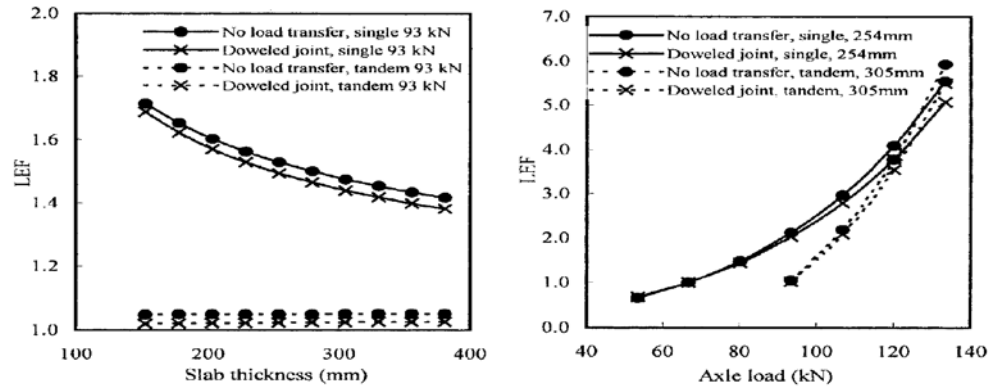 2.0
1.8
1.6
1.4
1.2
1.0
LEF
No load transfer, single 93 kN
Doweled joint, single 93 kN
No load transfer, tandem 93 kN
Doweled joint, tandem 93 kN
100
200
300
400
Slab thickness (mm)
7.0
6.0
5.0
4.0
3.0
2.0
1.0
0.0
LEF
No load transfer, single, 254mm
Doweled joint, single, 254mm
No load transfer, tandem, 305mm
Doweled joint, tandem, 305mm
40
60
80
100
120
140
Axle load (kN)